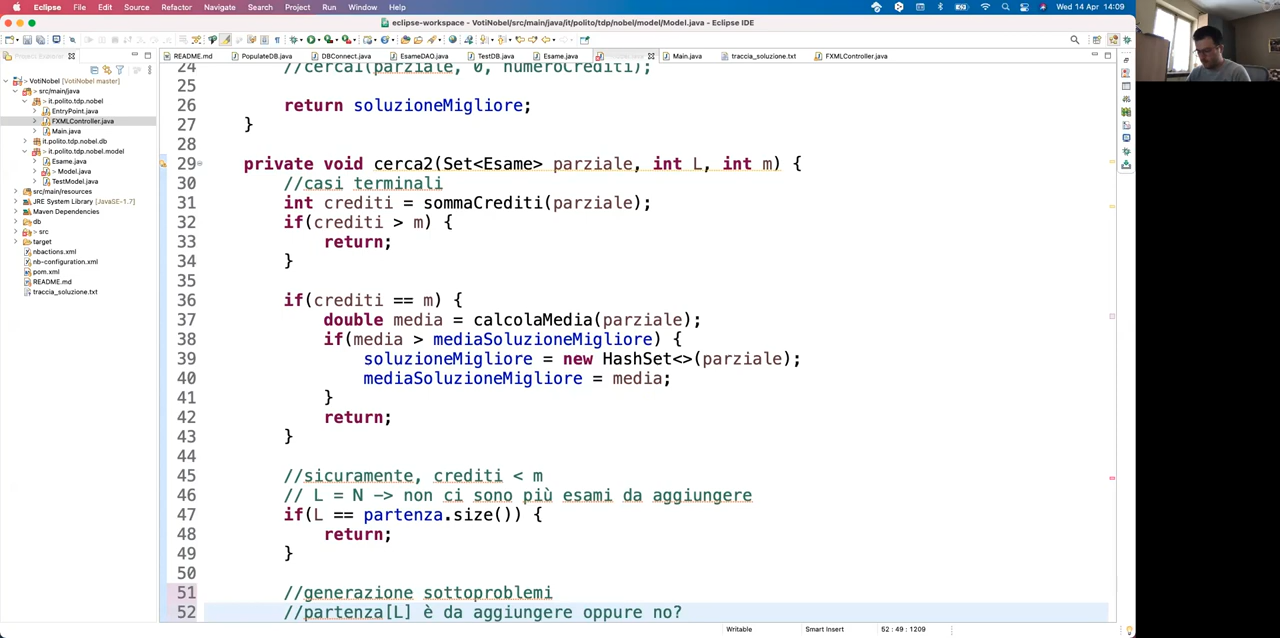 Eclipse File Edit Source Refactor Navigate Search Project Run Window Help Wed 14 Apr 14:09
eclipse-workspace - VotiNobel/src/main/java/it/polito/tdp/nobel/model/Model.java - Eclipse IDE
Project Explorer
README.md PopulateDB.java DBConnect.java EsameDAO.java TestDB.java Esame.java Main.java traccia_soluzione.txt FXMLController.java
VotiNobel [VotiNobel master]
src/main/java
it.polito.tdp.nobel
EntryPoint.java
FXMLController.java
Main.java
it.polito.tdp.nobel.db
it.polito.tdp.nobel.model
Esame.java
Model.java
TestModel.java
src/main/resources
JRE System Library [JavaSE-1.7]
Maven Dependencies
db
src
target
nbactions.xml
nb-configuration.xml
pom.xml
README.md
traccia_soluzione.txt
24 //cerca1(parziale, 0, numeroCrediti);
25
26 return soluzioneMigliore;
27 }
28
29 private void cerca2(Set<Esame> parziale, int L, int m) {
30 //casi terminali
31 int crediti = sommaCrediti(parziale);
32 if(crediti > m) {
33 return;
34 }
35
36 if(crediti == m) {
37 double media = calcolaMedia(parziale);
38 if(media > mediaSoluzioneMigliore) {
39 soluzioneMigliore = new HashSet<>(parziale);
40 mediaSoluzioneMigliore = media;
41 }
42 return;
43 }
44
45 //sicuramente, crediti < m
46 // L = N -> non ci sono più esami da aggiungere
47 if(L == partenza.size()) {
48 return;
49 }
50
51 //generazione sottoproblemi
52 //partenza[L] è da aggiungere oppure no?
Writable Smart Insert 52 : 49 : 1209